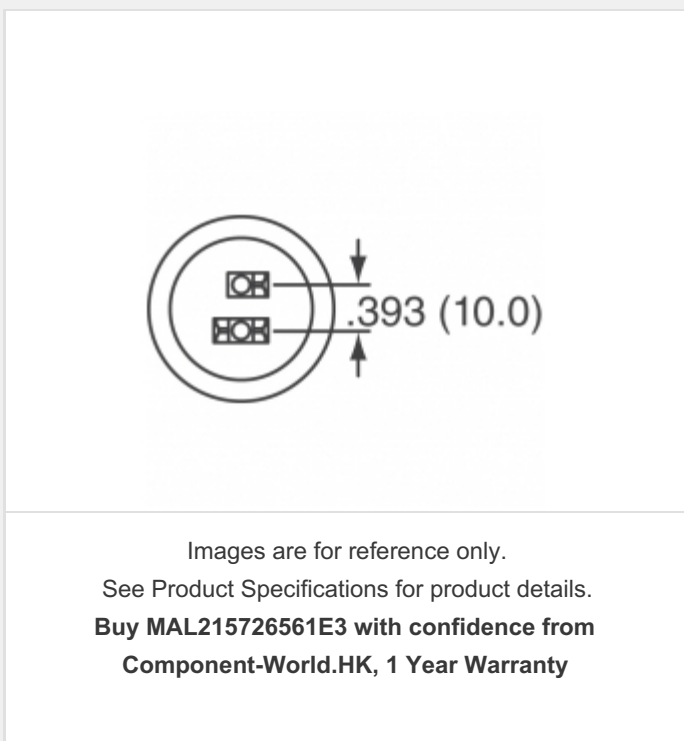 .393 (10.0)
Images are for reference only.
See Product Specifications for product details.
Buy MAL215726561E3 with confidence from
Component-World.HK, 1 Year Warranty